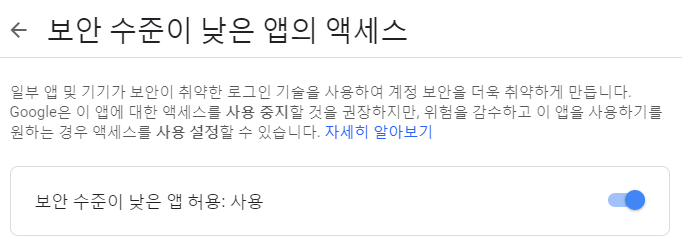 보안 수준이 낮은 앱의 액세스
일부 앱 및 기기가 보안이 취약한 로그인 기술을 사용하여 계정 보안을 더욱 취약하게 만듭니다.
Google은 이 앱에 대한 액세스를 사용 중지할 것을 권장하지만, 위험을 감수하고 이 앱을 사용하기를
원하는 경우 액세스를 사용 설정할 수 있습니다. 자세히 알아보기
보안 수준이 낮은 앱 허용: 사용